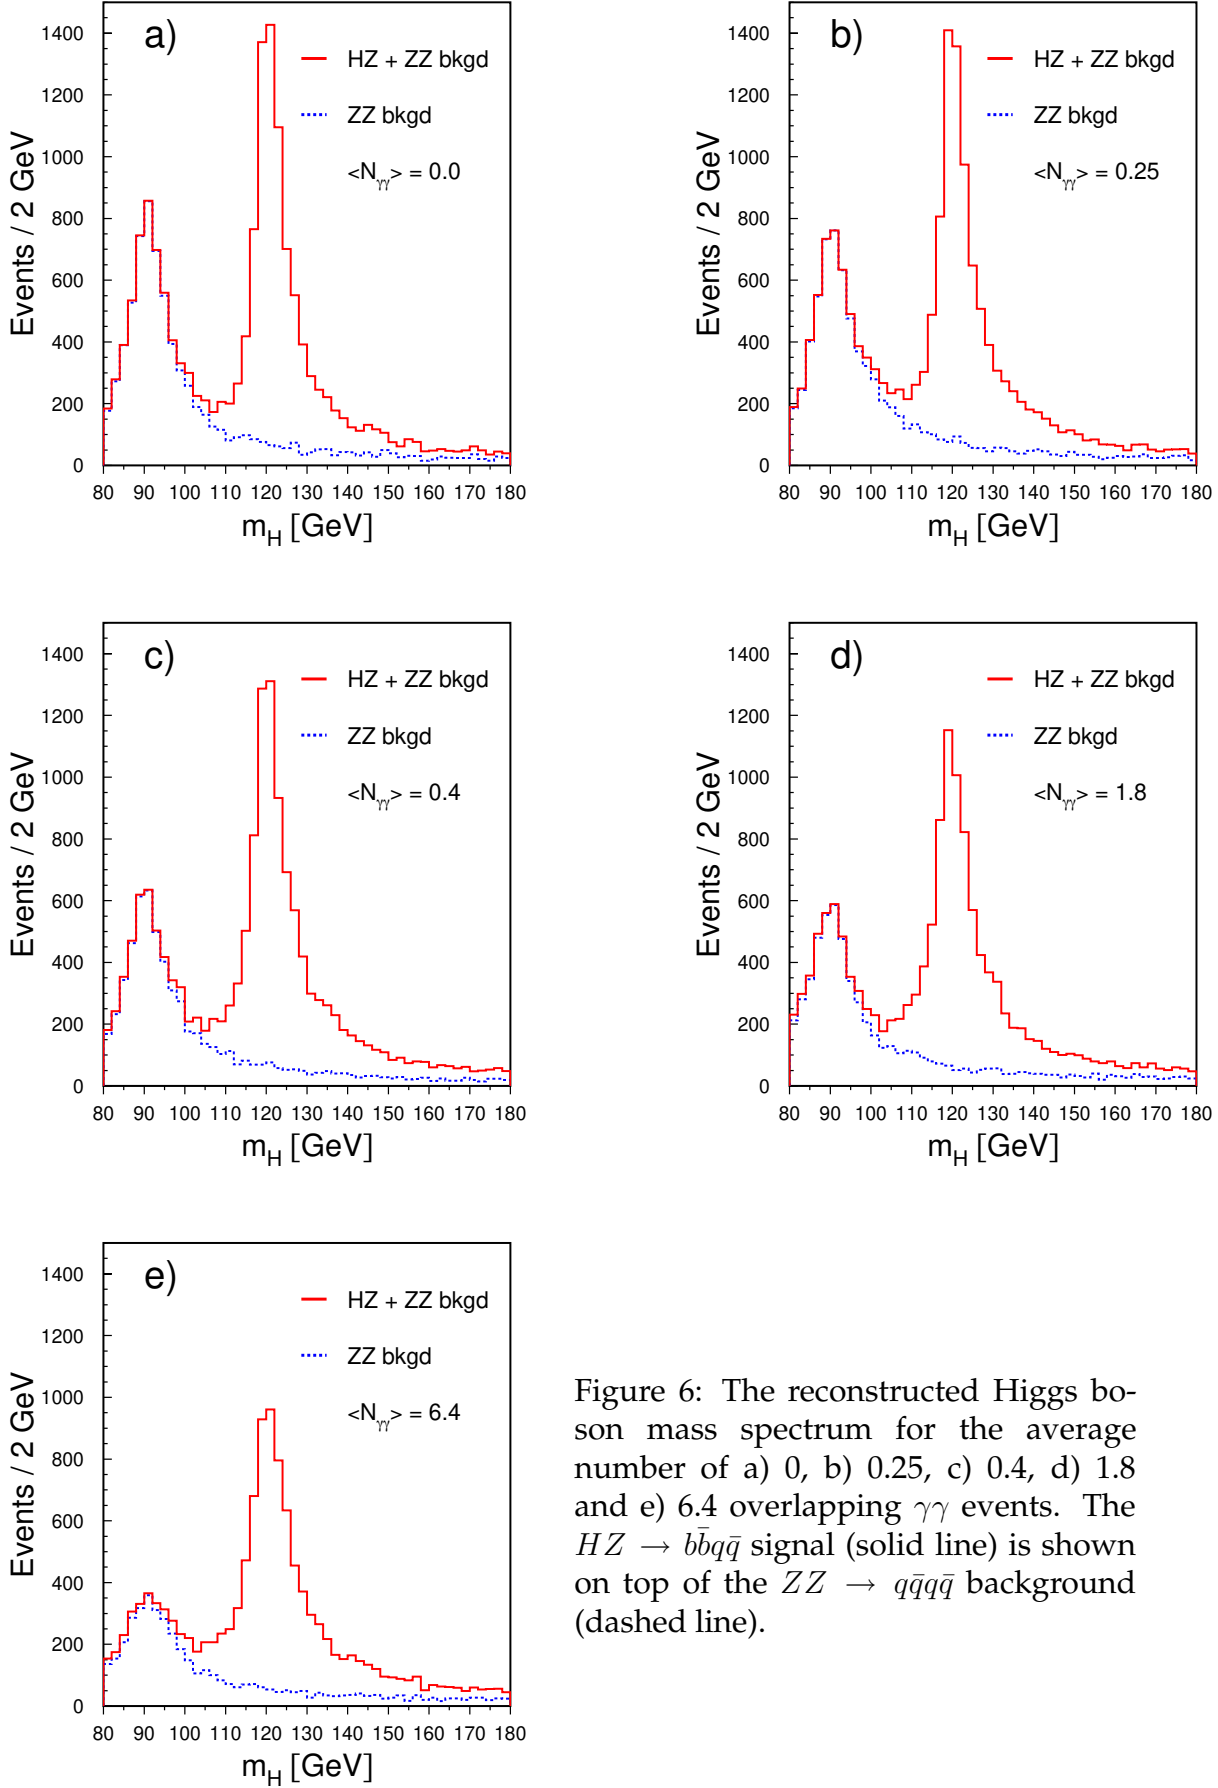 a)
HZ + ZZ bkgd
ZZ bkgd
<Nγγ> = 0.0
Events / 2 GeV
1400
1200
1000
800
600
400
200
0
80 90 100 110 120 130 140 150 160 170 180
mH [GeV]
b)
HZ + ZZ bkgd
ZZ bkgd
<Nγγ> = 0.25
Events / 2 GeV
1400
1200
1000
800
600
400
200
0
80 90 100 110 120 130 140 150 160 170 180
mH [GeV]
c)
HZ + ZZ bkgd
ZZ bkgd
<Nγγ> = 0.4
Events / 2 GeV
1400
1200
1000
800
600
400
200
0
80 90 100 110 120 130 140 150 160 170 180
mH [GeV]
d)
HZ + ZZ bkgd
ZZ bkgd
<Nγγ> = 1.8
Events / 2 GeV
1400
1200
1000
800
600
400
200
0
80 90 100 110 120 130 140 150 160 170 180
mH [GeV]
e)
HZ + ZZ bkgd
ZZ bkgd
<Nγγ> = 6.4
Events / 2 GeV
1400
1200
1000
800
600
400
200
0
80 90 100 110 120 130 140 150 160 170 180
mH [GeV]
Figure 6: The reconstructed Higgs bo-
son mass spectrum for the average
number of a) 0, b) 0.25, c) 0.4, d) 1.8
and e) 6.4 overlapping γγ events. The
HZ → bb̄qq̄ signal (solid line) is shown
on top of the ZZ → qq̄qq̄ background
(dashed line).